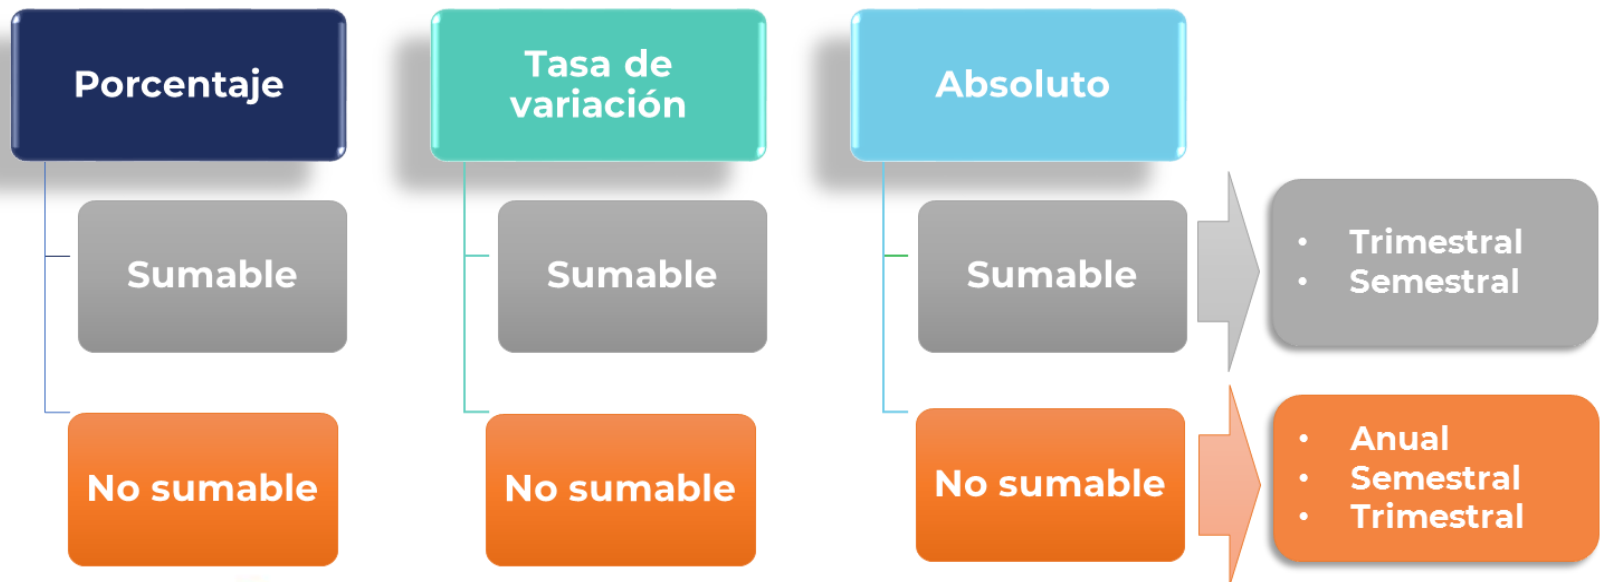 Porcentaje
Tasa de
variación
Absoluto
Sumable
Sumable
Sumable
• Trimestral
• Semestral
No sumable
No sumable
No sumable
• Anual
• Semestral
• Trimestral